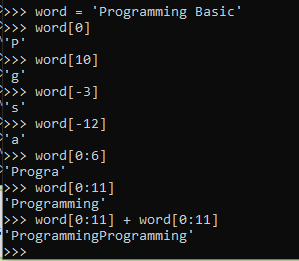 >>> word = 'Programming Basic'
>>> word[0]
'P'
>>> word[10]
'g'
>>> word[-3]
's'
>>> word[-12]
'a'
>>> word[0:6]
'Progra'
>>> word[0:11]
'Programming'
>>> word[0:11] + word[0:11]
'ProgrammingProgramming'
>>>